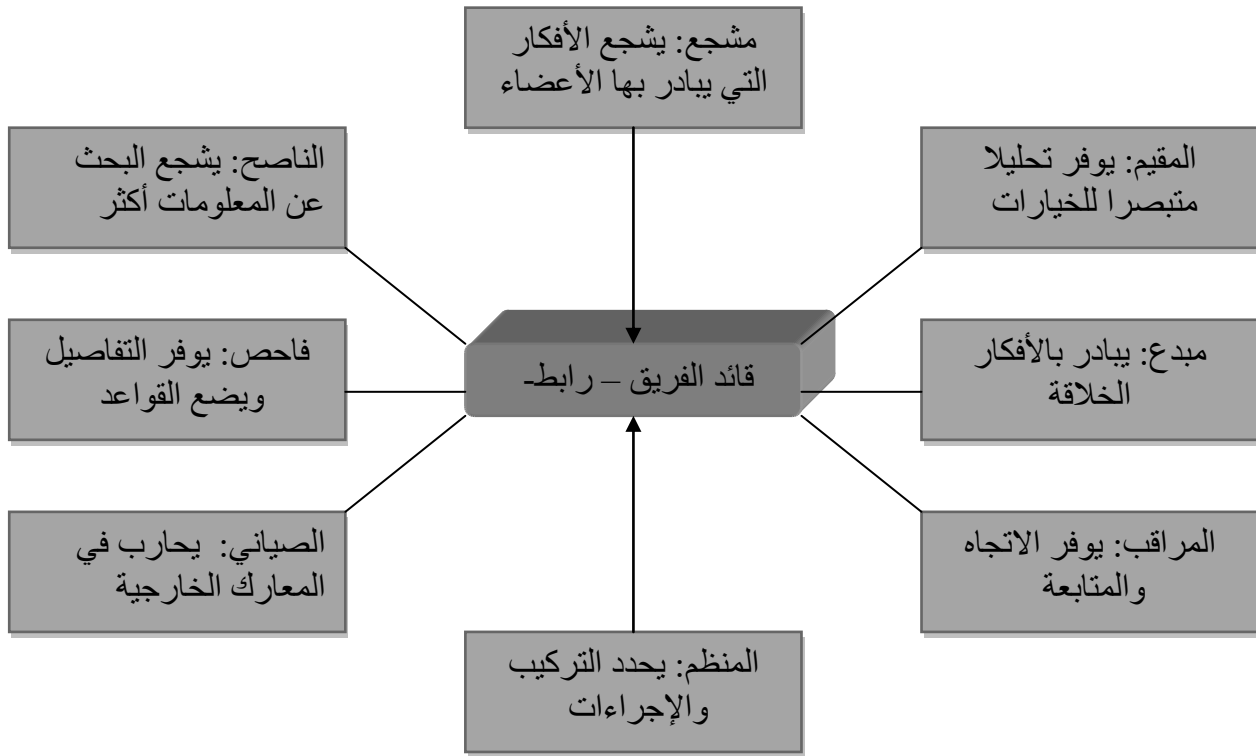 مشجع: يشجع الأفكار
التي يبادر بها الأعضاء
المقيم: يوفر تحليلا
متبصرا للخيارات
الناصح: يشجع البحث
عن المعلومات أكثر
مبدع: يبادر بالأفكار
الخلاقة
قائد الفريق – رابط-
فاحص: يوفر التفاصيل
ويضع القواعد
المراقب: يوفر الاتجاه
والمتابعة
الصياني: يحارب في
المعارك الخارجية
المنظم: يحدد التركيب
والإجراءات